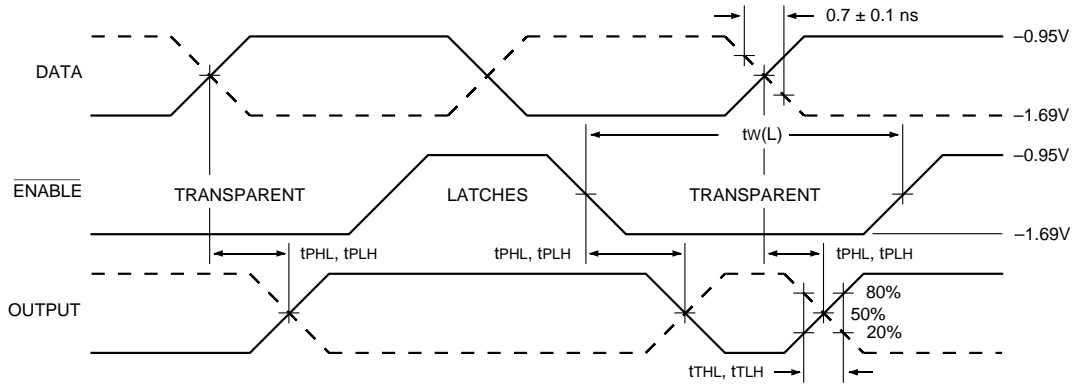 0.7 ± 0.1 ns
–0.95V
DATA
–1.69V
tW(L)
–0.95V
ENABLE
TRANSPARENT
LATCHES
TRANSPARENT
–1.69V
tPHL, tPLH
tPHL, tPLH
tPHL, tPLH
OUTPUT
80%
50%
20%
tTHL, tTLH